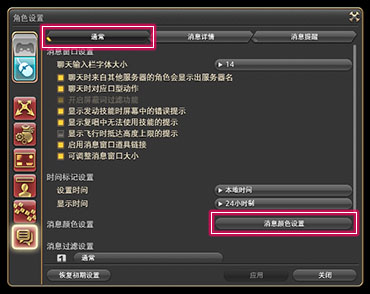 角色设置
通常
消息详情
消息提醒
消息窗口设置
聊天输入栏字体大小
14
聊天时来自其他服务器的角色会显示出服务器名
聊天时对应口型动作
开启屏蔽词过滤功能
显示发动技能时屏幕中的错误提示
显示复唱中无法使用技能的提示
显示飞行时抵达高度上限的提示
启用消息窗口道具链接
可调整消息窗口大小
时间标记设置
设置时间
本地时间
显示时间
24小时制
消息颜色设置
消息颜色设置
消息过滤设置
1
通常
恢复初期设置
应用
关闭